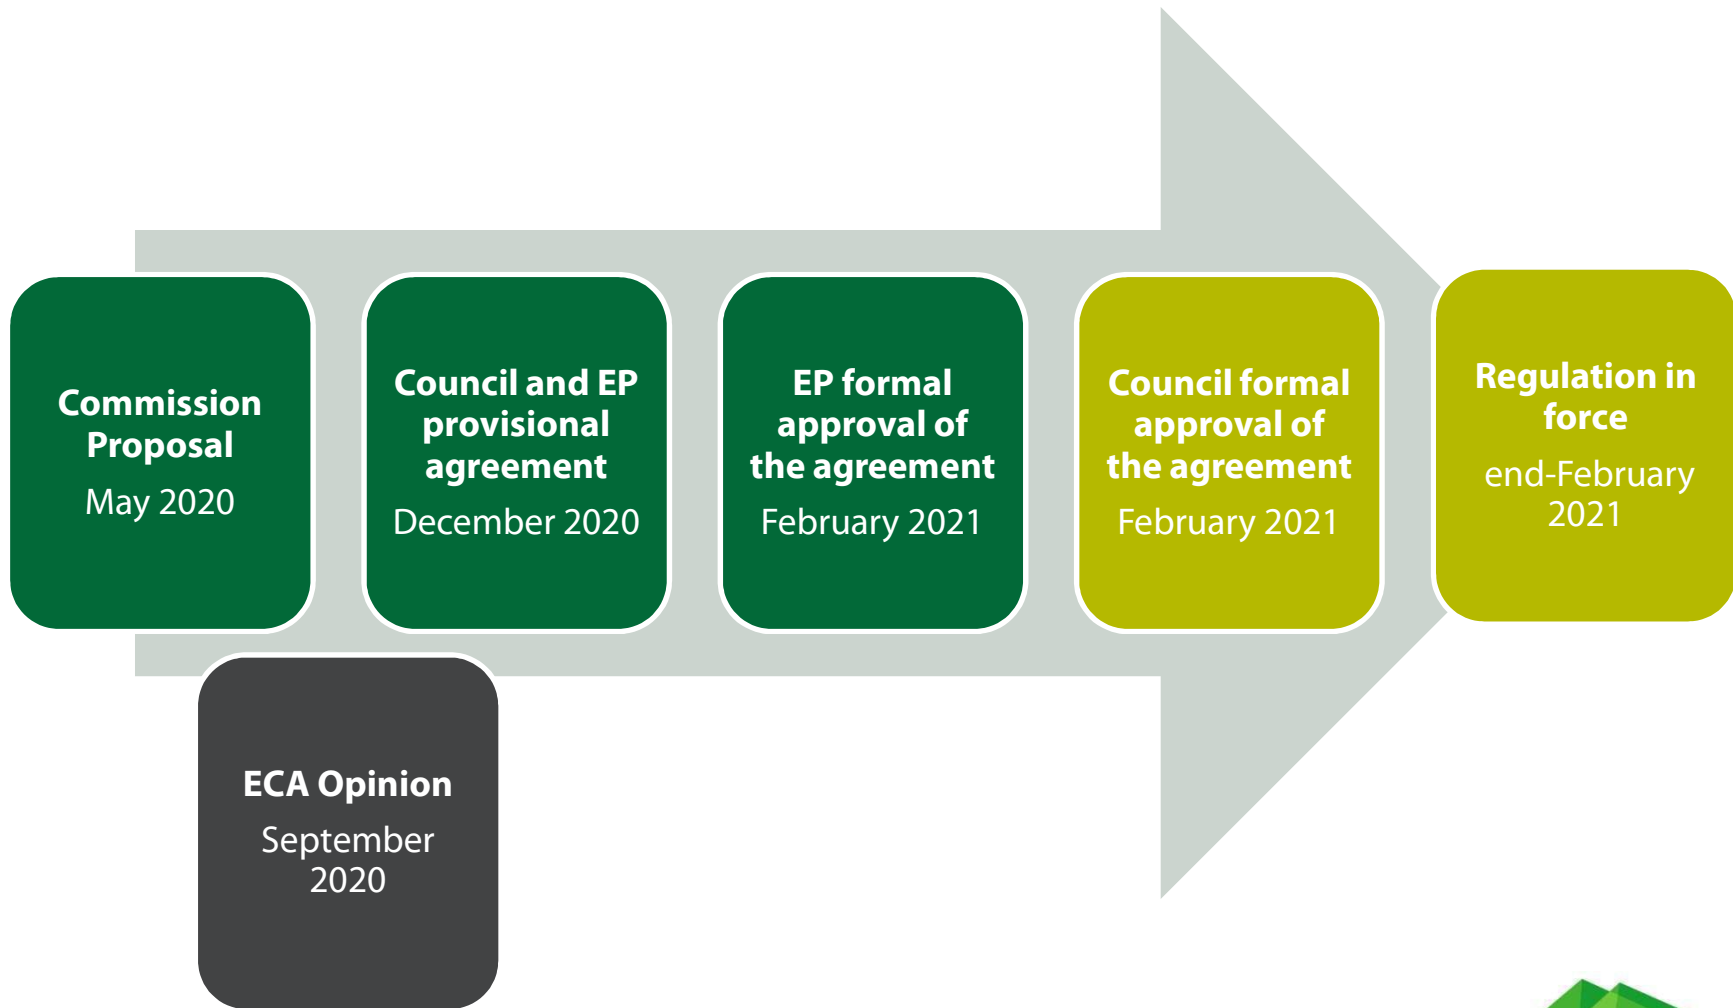 Commission
Proposal
May 2020
Council and EP
provisional
agreement
December 2020
EP formal
approval of
the agreement
February 2021
Council formal
approval of
the agreement
February 2021
Regulation in
force
end-February
2021
ECA Opinion
September
2020